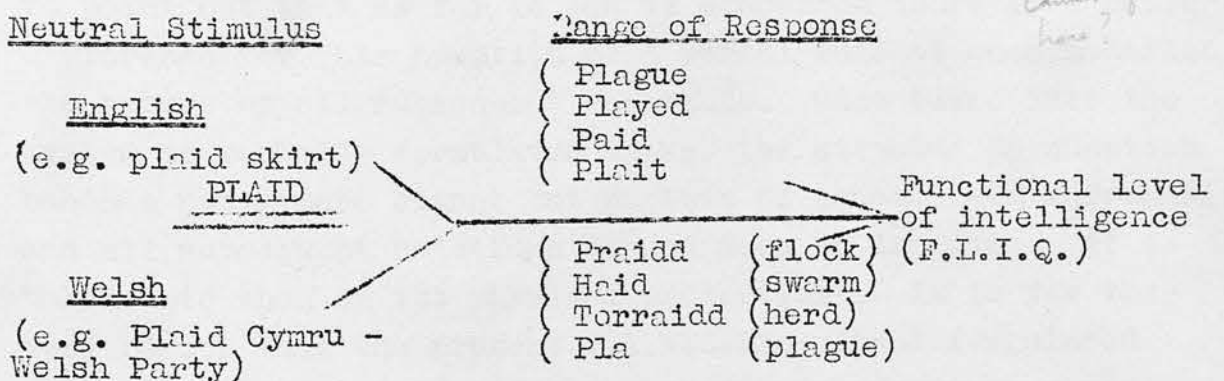 Neutral Stimulus
Range of Response
English
(e.g. plaid skirt)
PLAID
Welsh
(e.g. Plaid Cymru -
Welsh Party)
( Plague
( Played
( Paid
( Plait
( Praidd (flock)
( Haid (swarm)
( Torraidd (herd)
( Pla (plague)
Functional level
of intelligence
(F.L.I.Q.)
here?